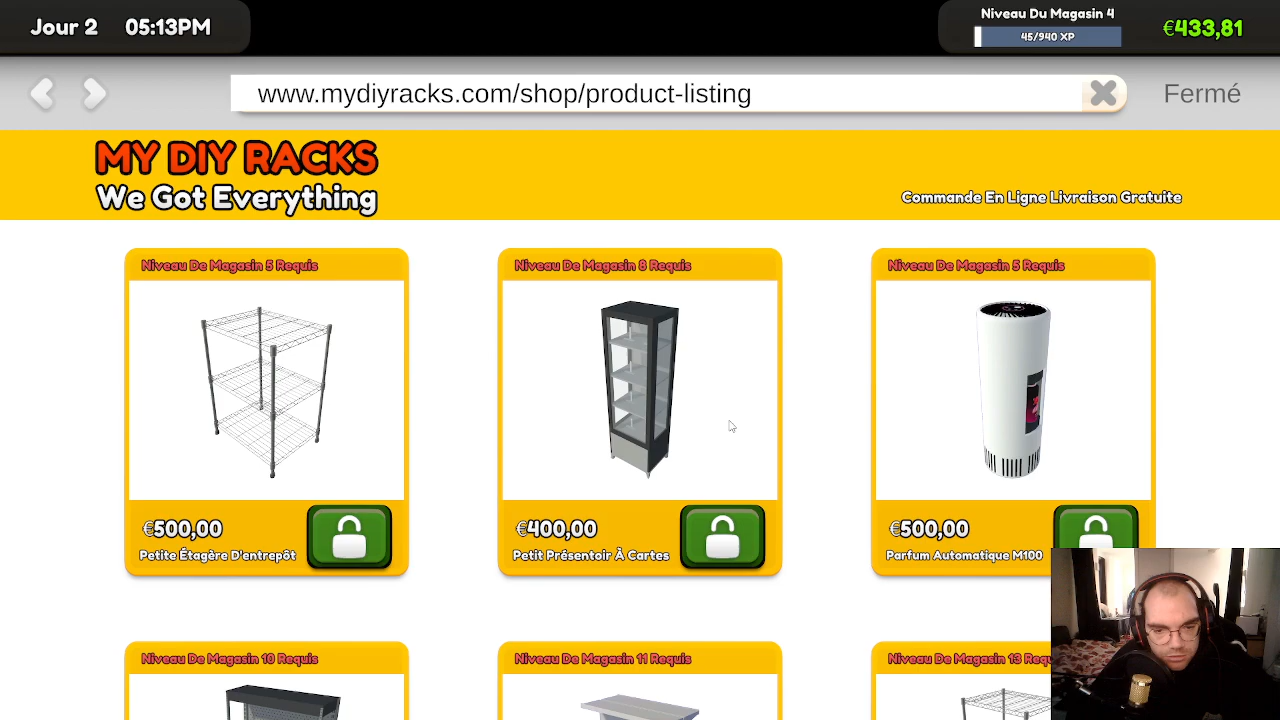 Jour 2 05:13PM
Niveau Du Magasin 4
45/940 XP
€433,81
www.mydiyracks.com/shop/product-listing
Fermé
MY DIY RACKS
We Got Everything
Commande En Ligne Livraison Gratuite
Niveau De Magasin 5 Requis
Niveau De Magasin 8 Requis
Niveau De Magasin 5 Requis
€500,00
Petite Étagère D'entrepôt
€400,00
Petit Présentoir À Cartes
€500,00
Parfum Automatique M100
Niveau De Magasin 10 Requis
Niveau De Magasin 11 Requis
Niveau De Magasin 13 Requ